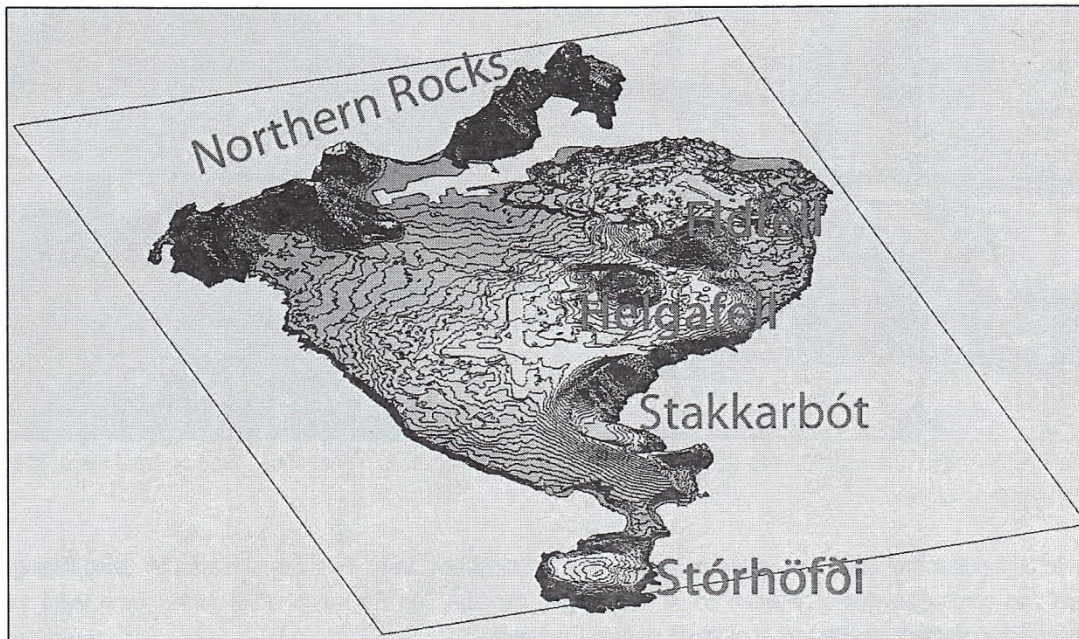 Northern Rocks
Eldfell
Helgafell
Stakkarbót
Stórhöfði